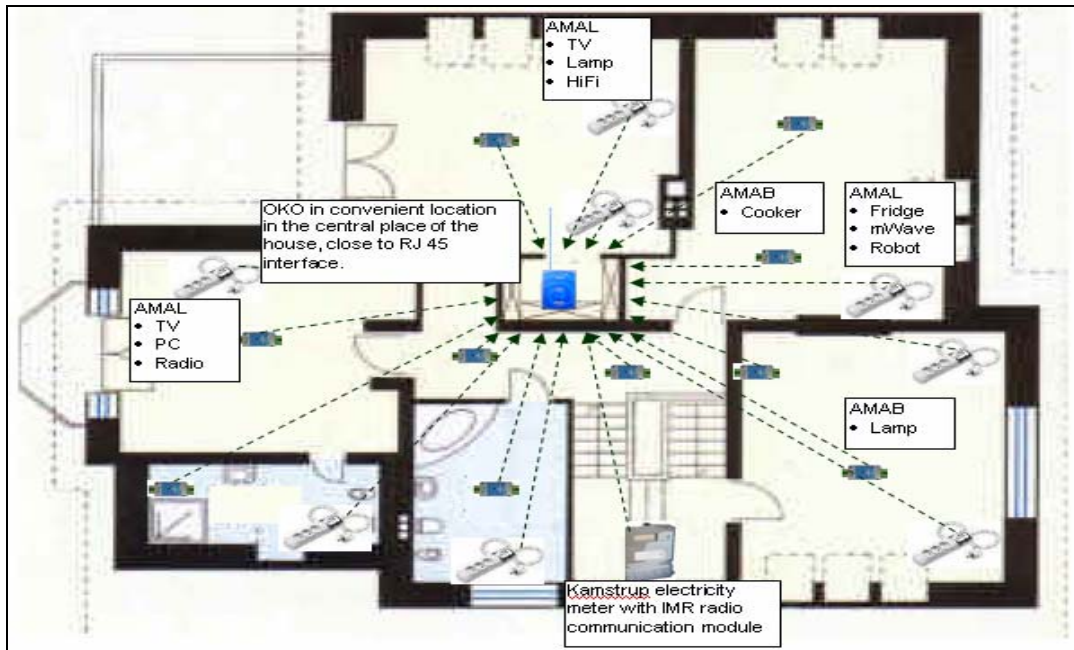 AMAL
• TV
• Lamp
• HiFi
OKO in convenient location
in the central place of the
house, close to RJ 45
interface.
AMAB
• Cooker
AMAL
• Fridge
• mWave
• Robot
AMAL
• TV
• PC
• Radio
AMAB
• Lamp
Kamstrup electricity
meter with IMR radio
communication module